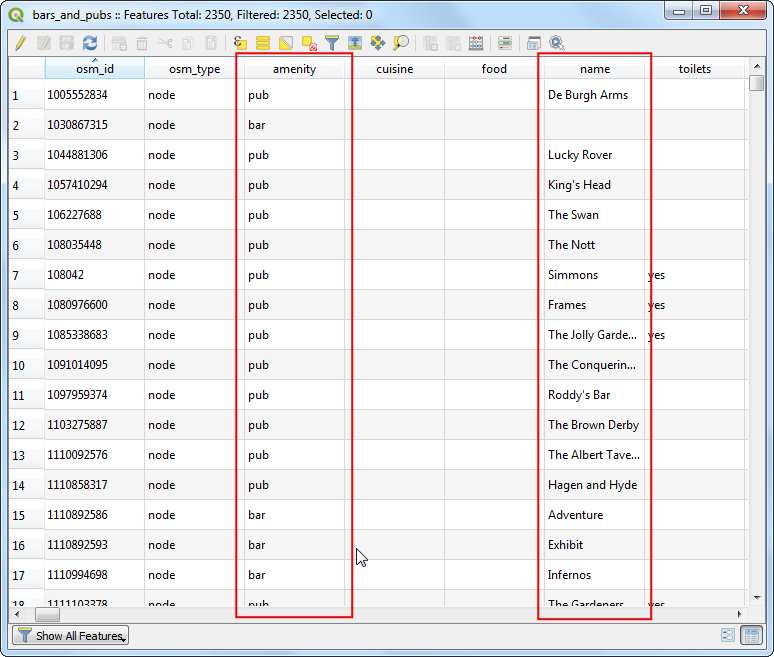 bars_and_pubs :: Features Total: 2350, Filtered: 2350, Selected: 0
osm_id osm_type amenity cuisine food name toilets
1 1005552834 node pub De Burgh Arms
2 1030867315 node bar
3 1044881306 node pub Lucky Rover
4 1057410294 node pub King's Head
5 106227688 node pub The Swan
6 108035448 node pub The Nott
7 108042 node pub Simmons yes
8 1080976600 node pub Frames yes
9 1085338683 node pub The Jolly Garde... yes
10 1091014095 node pub The Conquerin...
11 1097959374 node pub Roddy's Bar
12 1103275887 node pub The Brown Derby
13 1110092576 node pub The Albert Tave...
14 1110858317 node pub Hagen and Hyde
15 1110892586 node bar Adventure
16 1110892593 node bar Exhibit
17 1110994698 node bar Infernos
18 1111103378 node pub The Gardeners yes
Show All Features